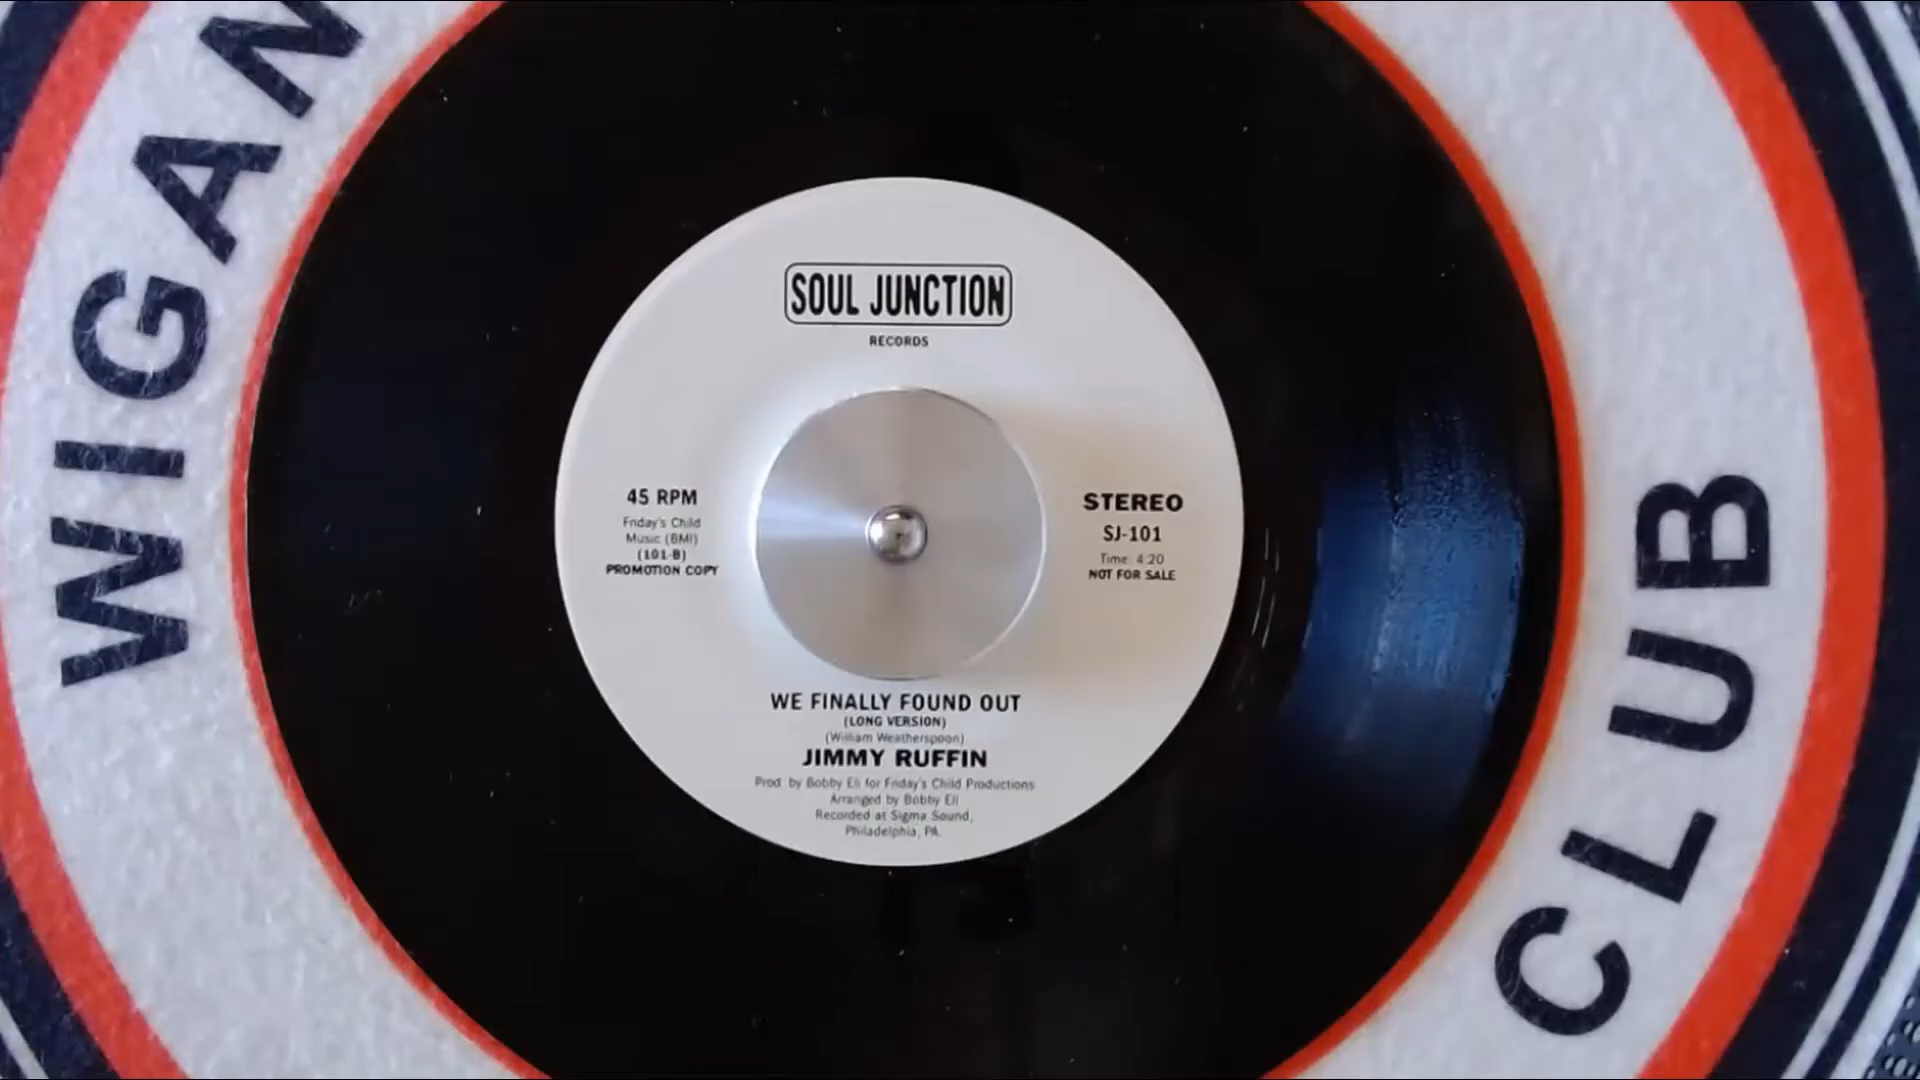 WIGAN
CLUB
SOUL JUNCTION
RECORDS
45 RPM
Friday's Child
Music (BMI)
(101-B)
PROMOTION COPY
STEREO
SJ-101
Time: 4:20
NOT FOR SALE
WE FINALLY FOUND OUT
(LONG VERSION)
(William Weatherspoon)
JIMMY RUFFIN
Prod. by Bobby Eli for Friday's Child Productions
Arranged by Bobby Eli
Recorded at Sigma Sound,
Philadelphia, PA.